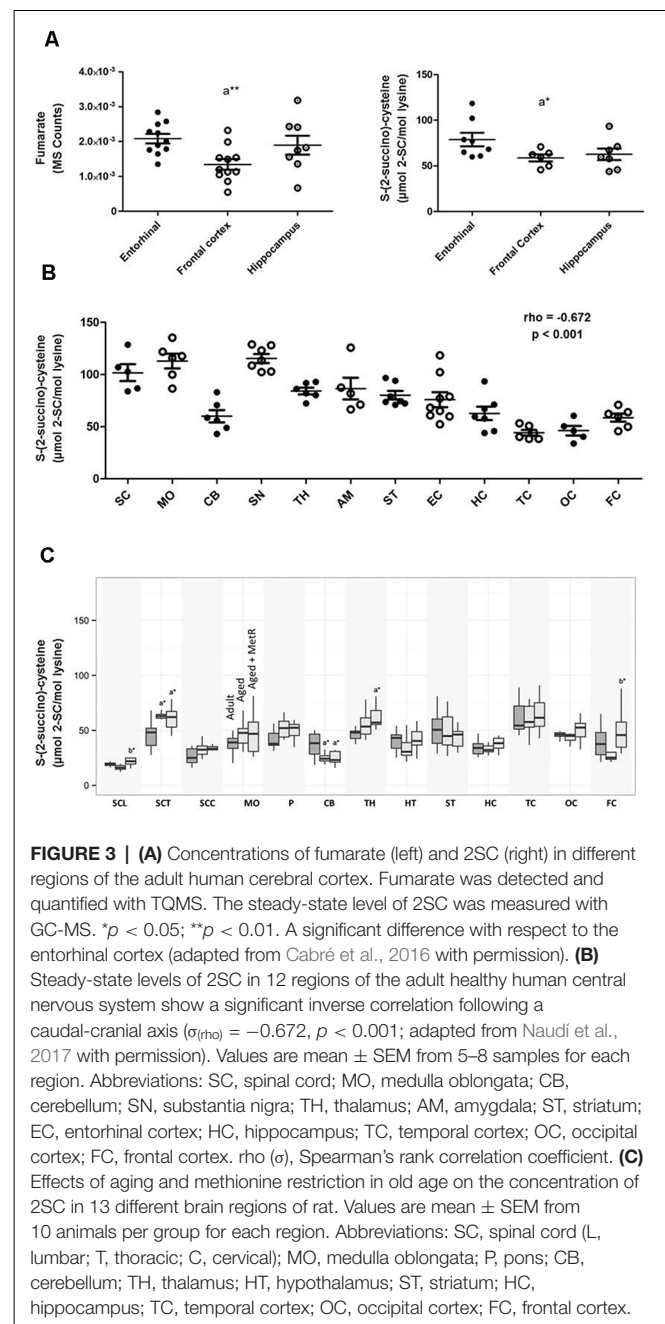 A
a**
4.0×10⁻³
3.0×10⁻³
2.0×10⁻³
1.0×10⁻³
Fumarate
(MS Counts)
Entorhinal
Frontal cortex
Hippocampus
a*
150
100
50
0
S-(2-succino)-cysteine
(µmol 2-SC/mol lysine)
Entorhinal
Frontal Cortex
Hippocampus
B
rho = -0.672
p < 0.001
150
100
50
0
S-(2-succino)-cysteine
(µmol 2-SC/mol lysine)
SC MO CB SN TH AM ST EC HC TC OC FC
C
150
100
50
0
S-(2-succino)-cysteine
(µmol 2-SC/mol lysine)
Adult
Aged
Aged + MetR
b* a* a* a* a* a* b*
SCL SCT SCC MO P CB TH HT ST HC TC OC FC
FIGURE 3 | (A) Concentrations of fumarate (left) and 2SC (right) in different
regions of the adult human cerebral cortex. Fumarate was detected and
quantified with TQMS. The steady-state level of 2SC was measured with
GC-MS. *p < 0.05; **p < 0.01. A significant difference with respect to the
entorhinal cortex (adapted from Cabré et al., 2016 with permission). (B)
Steady-state levels of 2SC in 12 regions of the adult healthy human central
nervous system show a significant inverse correlation following a
caudal-cranial axis (σ(rho) = −0.672, p < 0.001; adapted from Naudí et al.,
2017 with permission). Values are mean ± SEM from 5–8 samples for each
region. Abbreviations: SC, spinal cord; MO, medulla oblongata; CB,
cerebellum; SN, substantia nigra; TH, thalamus; AM, amygdala; ST, striatum;
EC, entorhinal cortex; HC, hippocampus; TC, temporal cortex; OC, occipital
cortex; FC, frontal cortex. rho (σ), Spearman's rank correlation coefficient. (C)
Effects of aging and methionine restriction in old age on the concentration of
2SC in 13 different brain regions of rat. Values are mean ± SEM from
10 animals per group for each region. Abbreviations: SC, spinal cord (L,
lumbar; T, thoracic; C, cervical); MO, medulla oblongata; P, pons; CB,
cerebellum; TH, thalamus; HT, hypothalamus; ST, striatum; HC,
hippocampus; TC, temporal cortex; OC, occipital cortex; FC, frontal cortex.